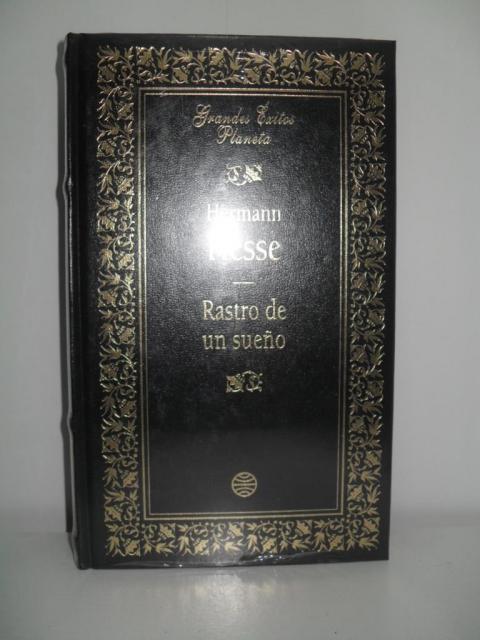 Grandes Éxitos
Planeta
Hermann
Hesse
Rastro de
un sueño